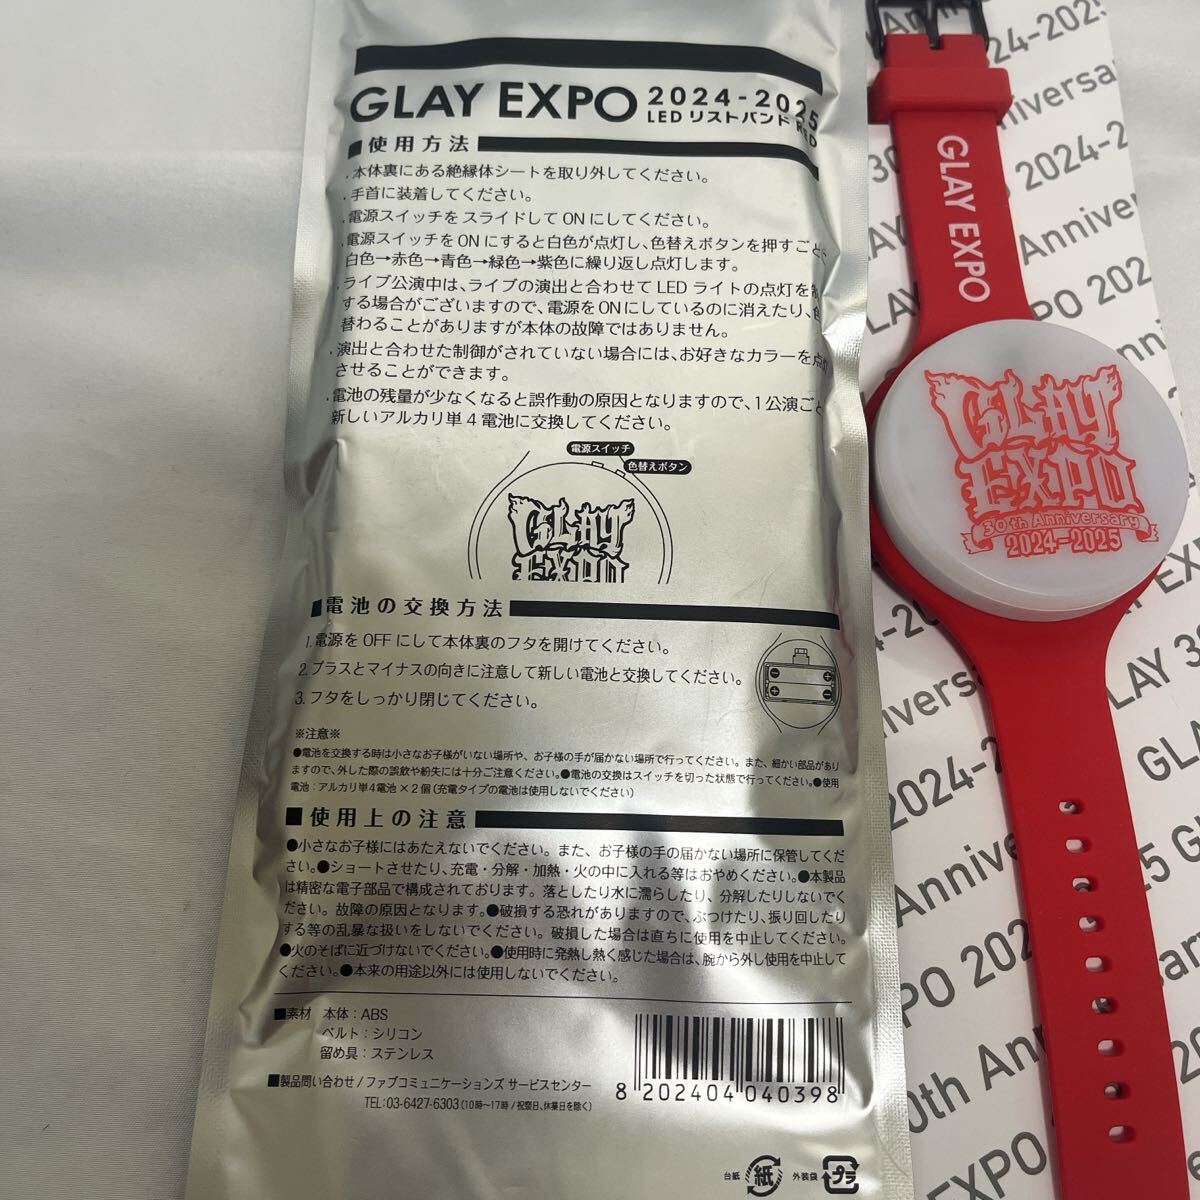 GLAY EXPO 2024-2025
LED リストバンド RED
■使用方法
・本体裏にある絶縁体シートを取り外してください。
・手首に装着してください。
・電源スイッチをスライドして ON にしてください。
・電源スイッチを ON にすると白色が点灯し、色替えボタンを押すごと
白色→赤色→青色→緑色→紫色に繰り返し点灯します。
・ライブ公演中は、ライブの演出と合わせて LED ライトの点灯を制
する場合がございますので、電源をONにしているのに消えたり、色
替わることがありますが本体の故障ではありません。
・演出と合わせた制御がされていない場合には、お好きなカラーを点灯
させることができます。
・電池の残量が少なくなると誤作動の原因となりますので、1公演ごと
新しいアルカリ単4電池に交換してください。
電源スイッチ
色替えボタン
GLAY
EXPO
■電池の交換方法
1.電源を OFF にして本体裏のフタを開けてください。
2.プラスとマイナスの向きに注意して新しい電池と交換してください。
3.フタをしっかり閉じてください。
※注意※
●電池を交換する時は小さなお子様がいない場所や、お子様の手が届かない場所で行ってください。また、細かい部品があり
ますので、外した際の誤飲や紛失には十分ご注意ください。●電池の交換はスイッチを切った状態で行ってください。●使用
電池：アルカリ単4電池×2個（充電タイプの電池は使用しないでください）
■使用上の注意
●小さなお子様にはあたえないでください。また、お子様の手の届かない場所に保管してくだ
さい。●ショートさせたり、充電・分解・加熱・火の中に入れる等はおやめください。●本製品
は精密な電子部品で構成されております。落としたり水に濡らしたり、分解したりしないでく
ださい。故障の原因となります。●破損する恐れがありますので、ぶつけたり、振り回したり
する等の乱暴な扱いをしないでください。破損した場合は直ちに使用を中止してください。
●火のそばに近づけないでください。●使用時に発熱し熱く感じた場合は、腕から外し使用を中止して
ください。●本来の用途以外には使用しないでください。
■素材 本体：ABS
ベルト：シリコン
留め具：ステンレス
■製品問い合わせ／ファブコミュニケーションズ サービスセンター
TEL：03-6427-6303（10時〜17時／祝祭日、休業日を除く）
8 202404 040398
台紙 紙 外装袋 プラ
GLAY EXPO
GLAY
EXPO
30th Anniversary
2024-2025